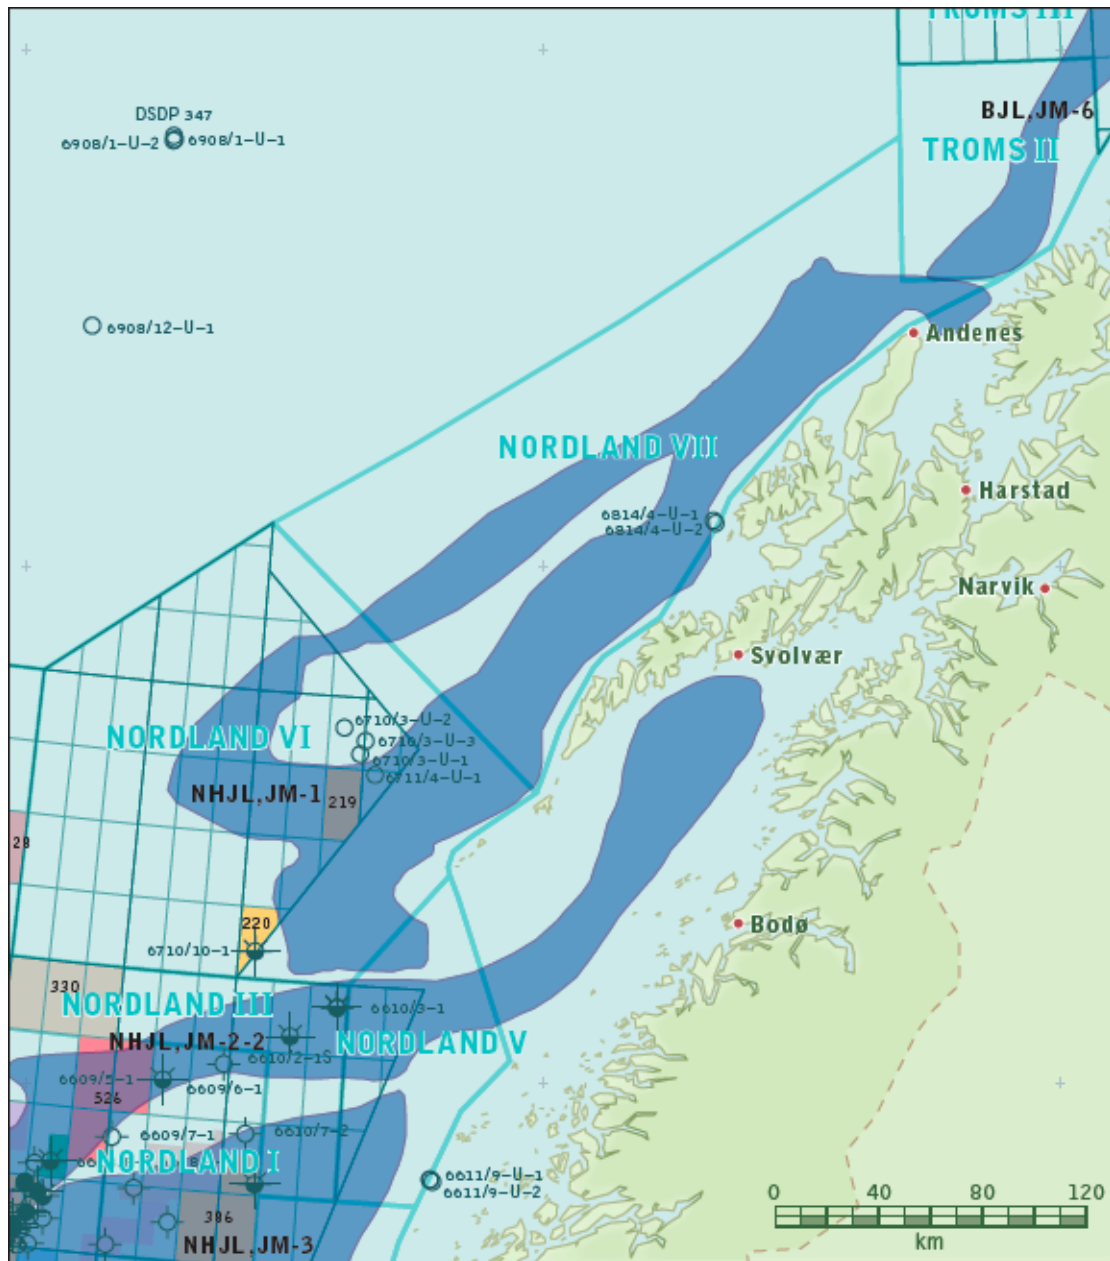 TROMS III
DSDP 347
BJL,JM-6
6908/1-U-2
6908/1-U-1
TROMS II
6908/12-U-1
Andenes
NORDLAND VII
Harstad
6814/4-U-1
6814/4-U-2
Narvik
Svolvær
6710/3-U-2
NORDLAND VI
6710/3-U-3
6710/3-U-1
6711/4-U-1
NHJL,JM-1
219
28
220
Bodø
6710/10-1
330
NORDLAND III
6610/3-1
NHJL,JM-2-2
NORDLAND V
6610/2-1S
6609/5-1
6609/6-1
526
6609/7-1
6610/7-2
NORDLAND I
6611/9-U-1
6611/9-U-2
0 40 80 120
386
NHJL,JM-3
km